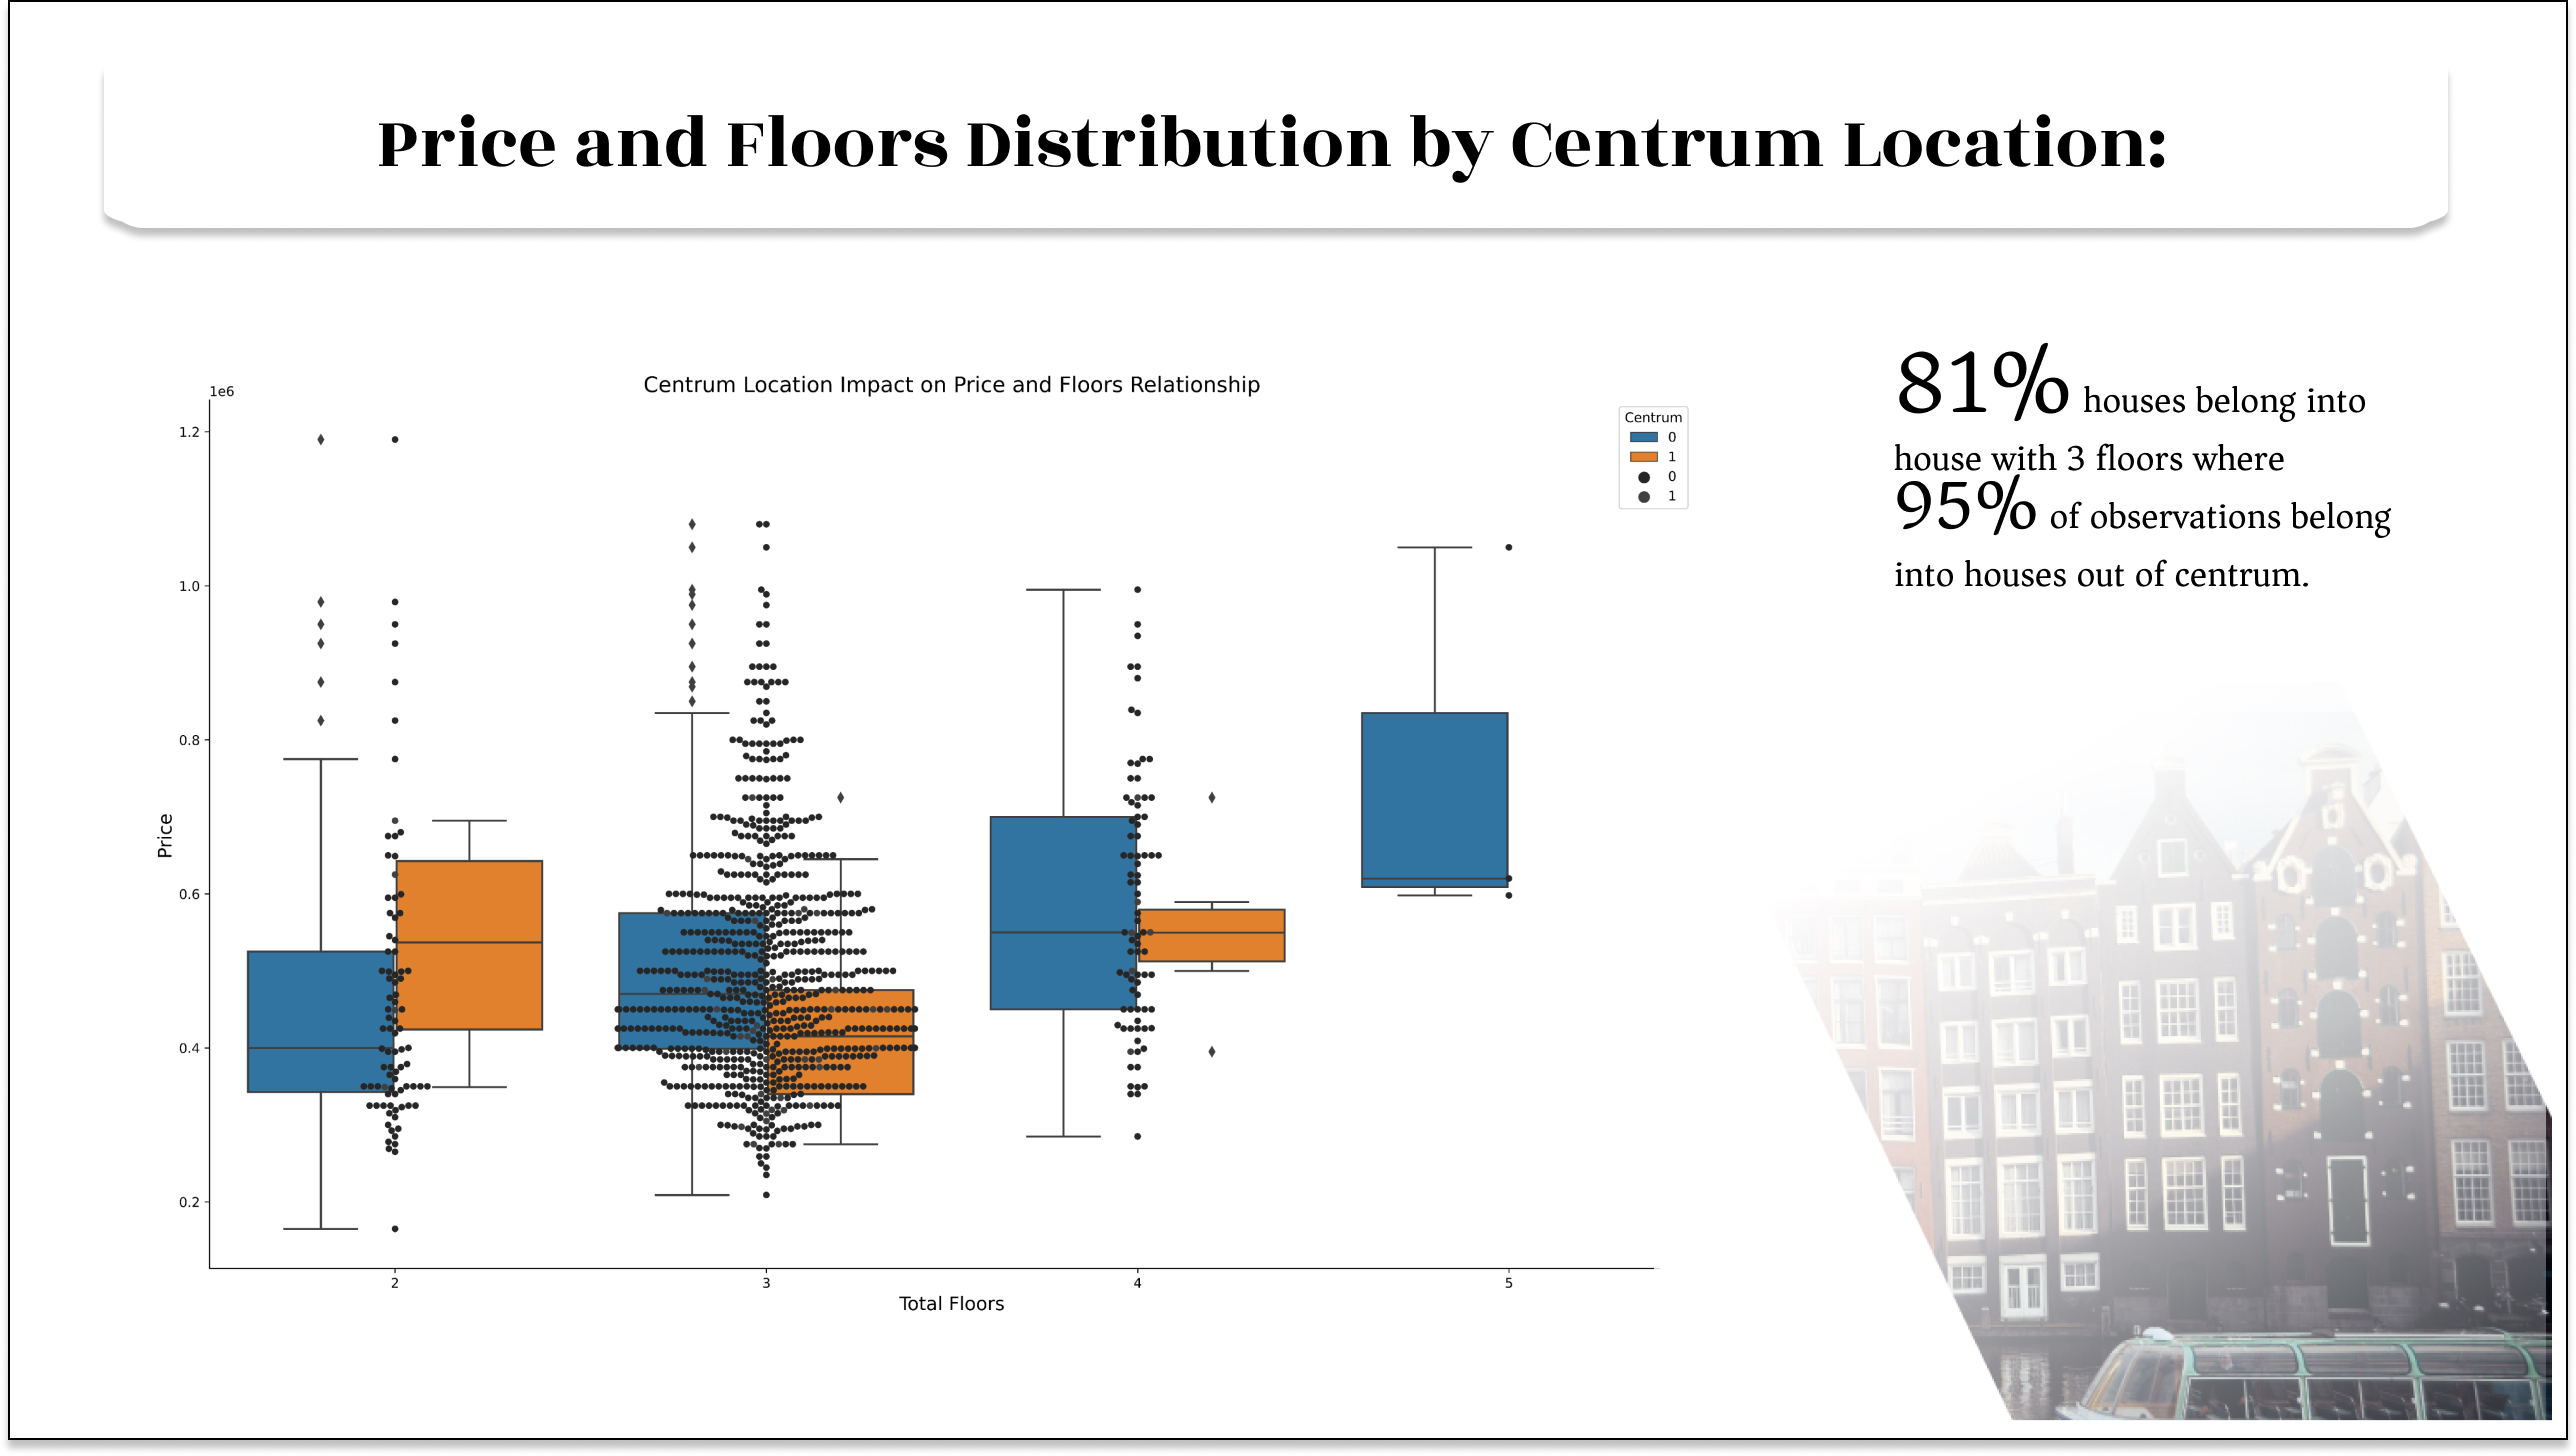 Price and Floors Distribution by Centrum Location:
Centrum Location Impact on Price and Floors Relationship
1e6
1.2
1.0
0.8
0.6
0.4
0.2
Price
2
3
4
5
Total Floors
Centrum
0
1
0
1
81% houses belong into
house with 3 floors where
95% of observations belong
into houses out of centrum.